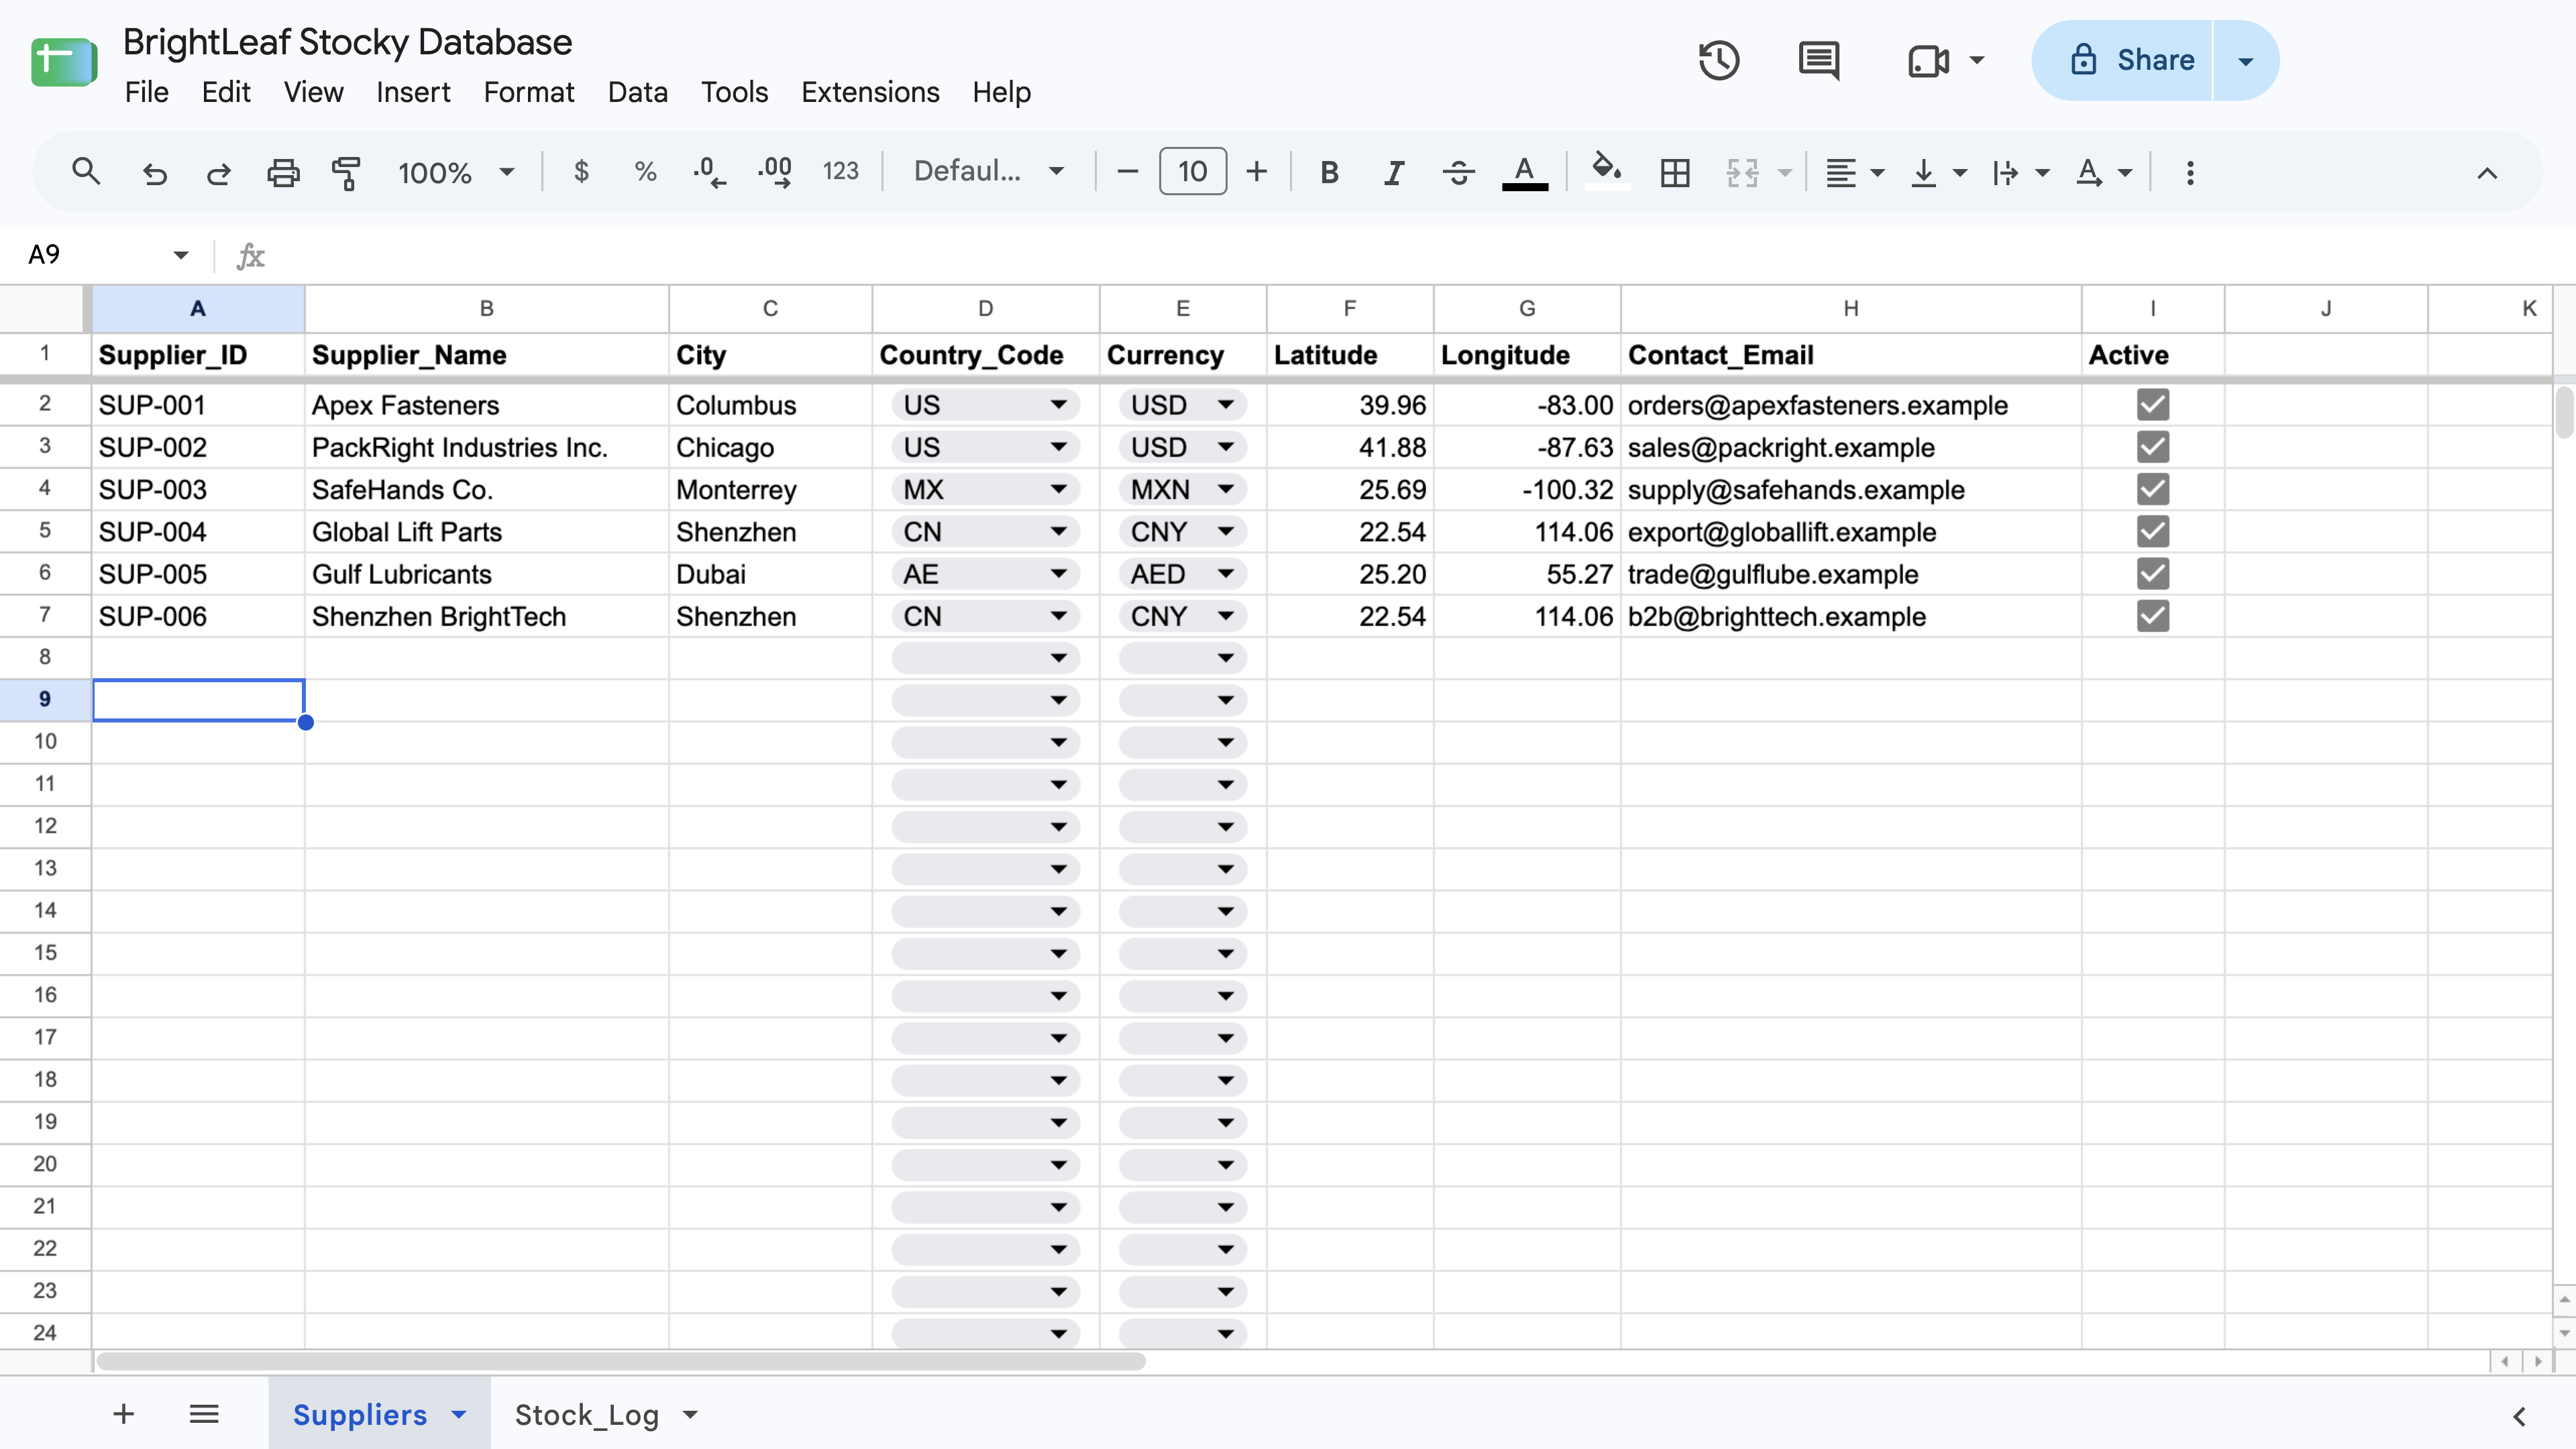 BrightLeaf Stocky Database
File Edit View Insert Format Data Tools Extensions Help
Share
100% $ % .0 .00 123 Defaul... 10 B I A A
A9 fx
A B C D E F G H I J K
1 Supplier_ID Supplier_Name City Country_Code Currency Latitude Longitude Contact_Email Active
2 SUP-001 Apex Fasteners Columbus US USD 39.96 -83.00 orders@apexfasteners.example
3 SUP-002 PackRight Industries Inc. Chicago US USD 41.88 -87.63 sales@packright.example
4 SUP-003 SafeHands Co. Monterrey MX MXN 25.69 -100.32 supply@safehands.example
5 SUP-004 Global Lift Parts Shenzhen CN CNY 22.54 114.06 export@globallift.example
6 SUP-005 Gulf Lubricants Dubai AE AED 25.20 55.27 trade@gulflube.example
7 SUP-006 Shenzhen BrightTech Shenzhen CN CNY 22.54 114.06 b2b@brighttech.example
8
9
10
11
12
13
14
15
16
17
18
19
20
21
22
23
24
Suppliers Stock_Log